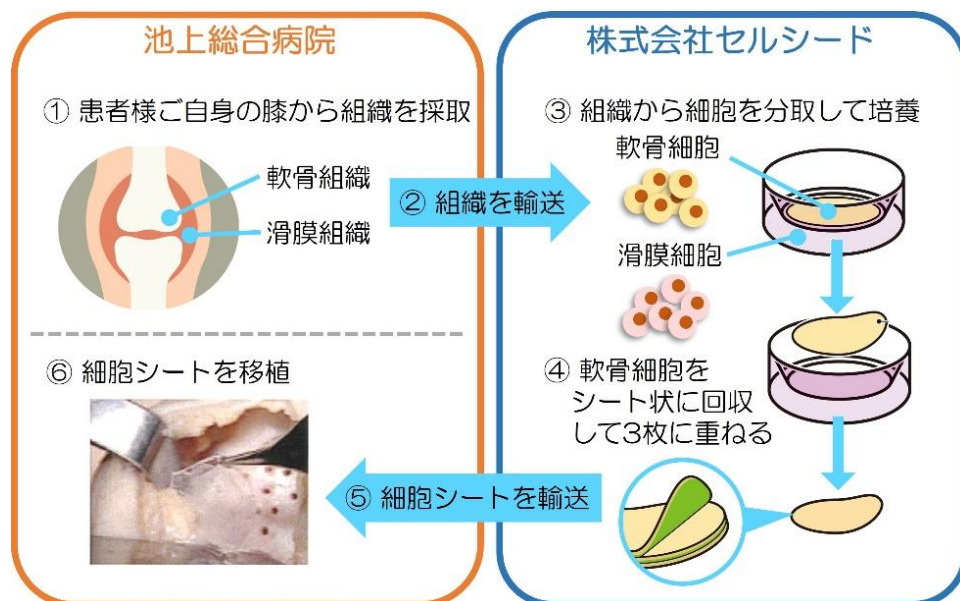 池上総合病院
① 患者様ご自身の膝から組織を採取
軟骨組織
滑膜組織
② 組織を輸送
株式会社セルシード
③ 組織から細胞を分取して培養
軟骨細胞
滑膜細胞
④ 軟骨細胞を
シート状に回収
して3枚に重ねる
⑤ 細胞シートを輸送
⑥ 細胞シートを移植